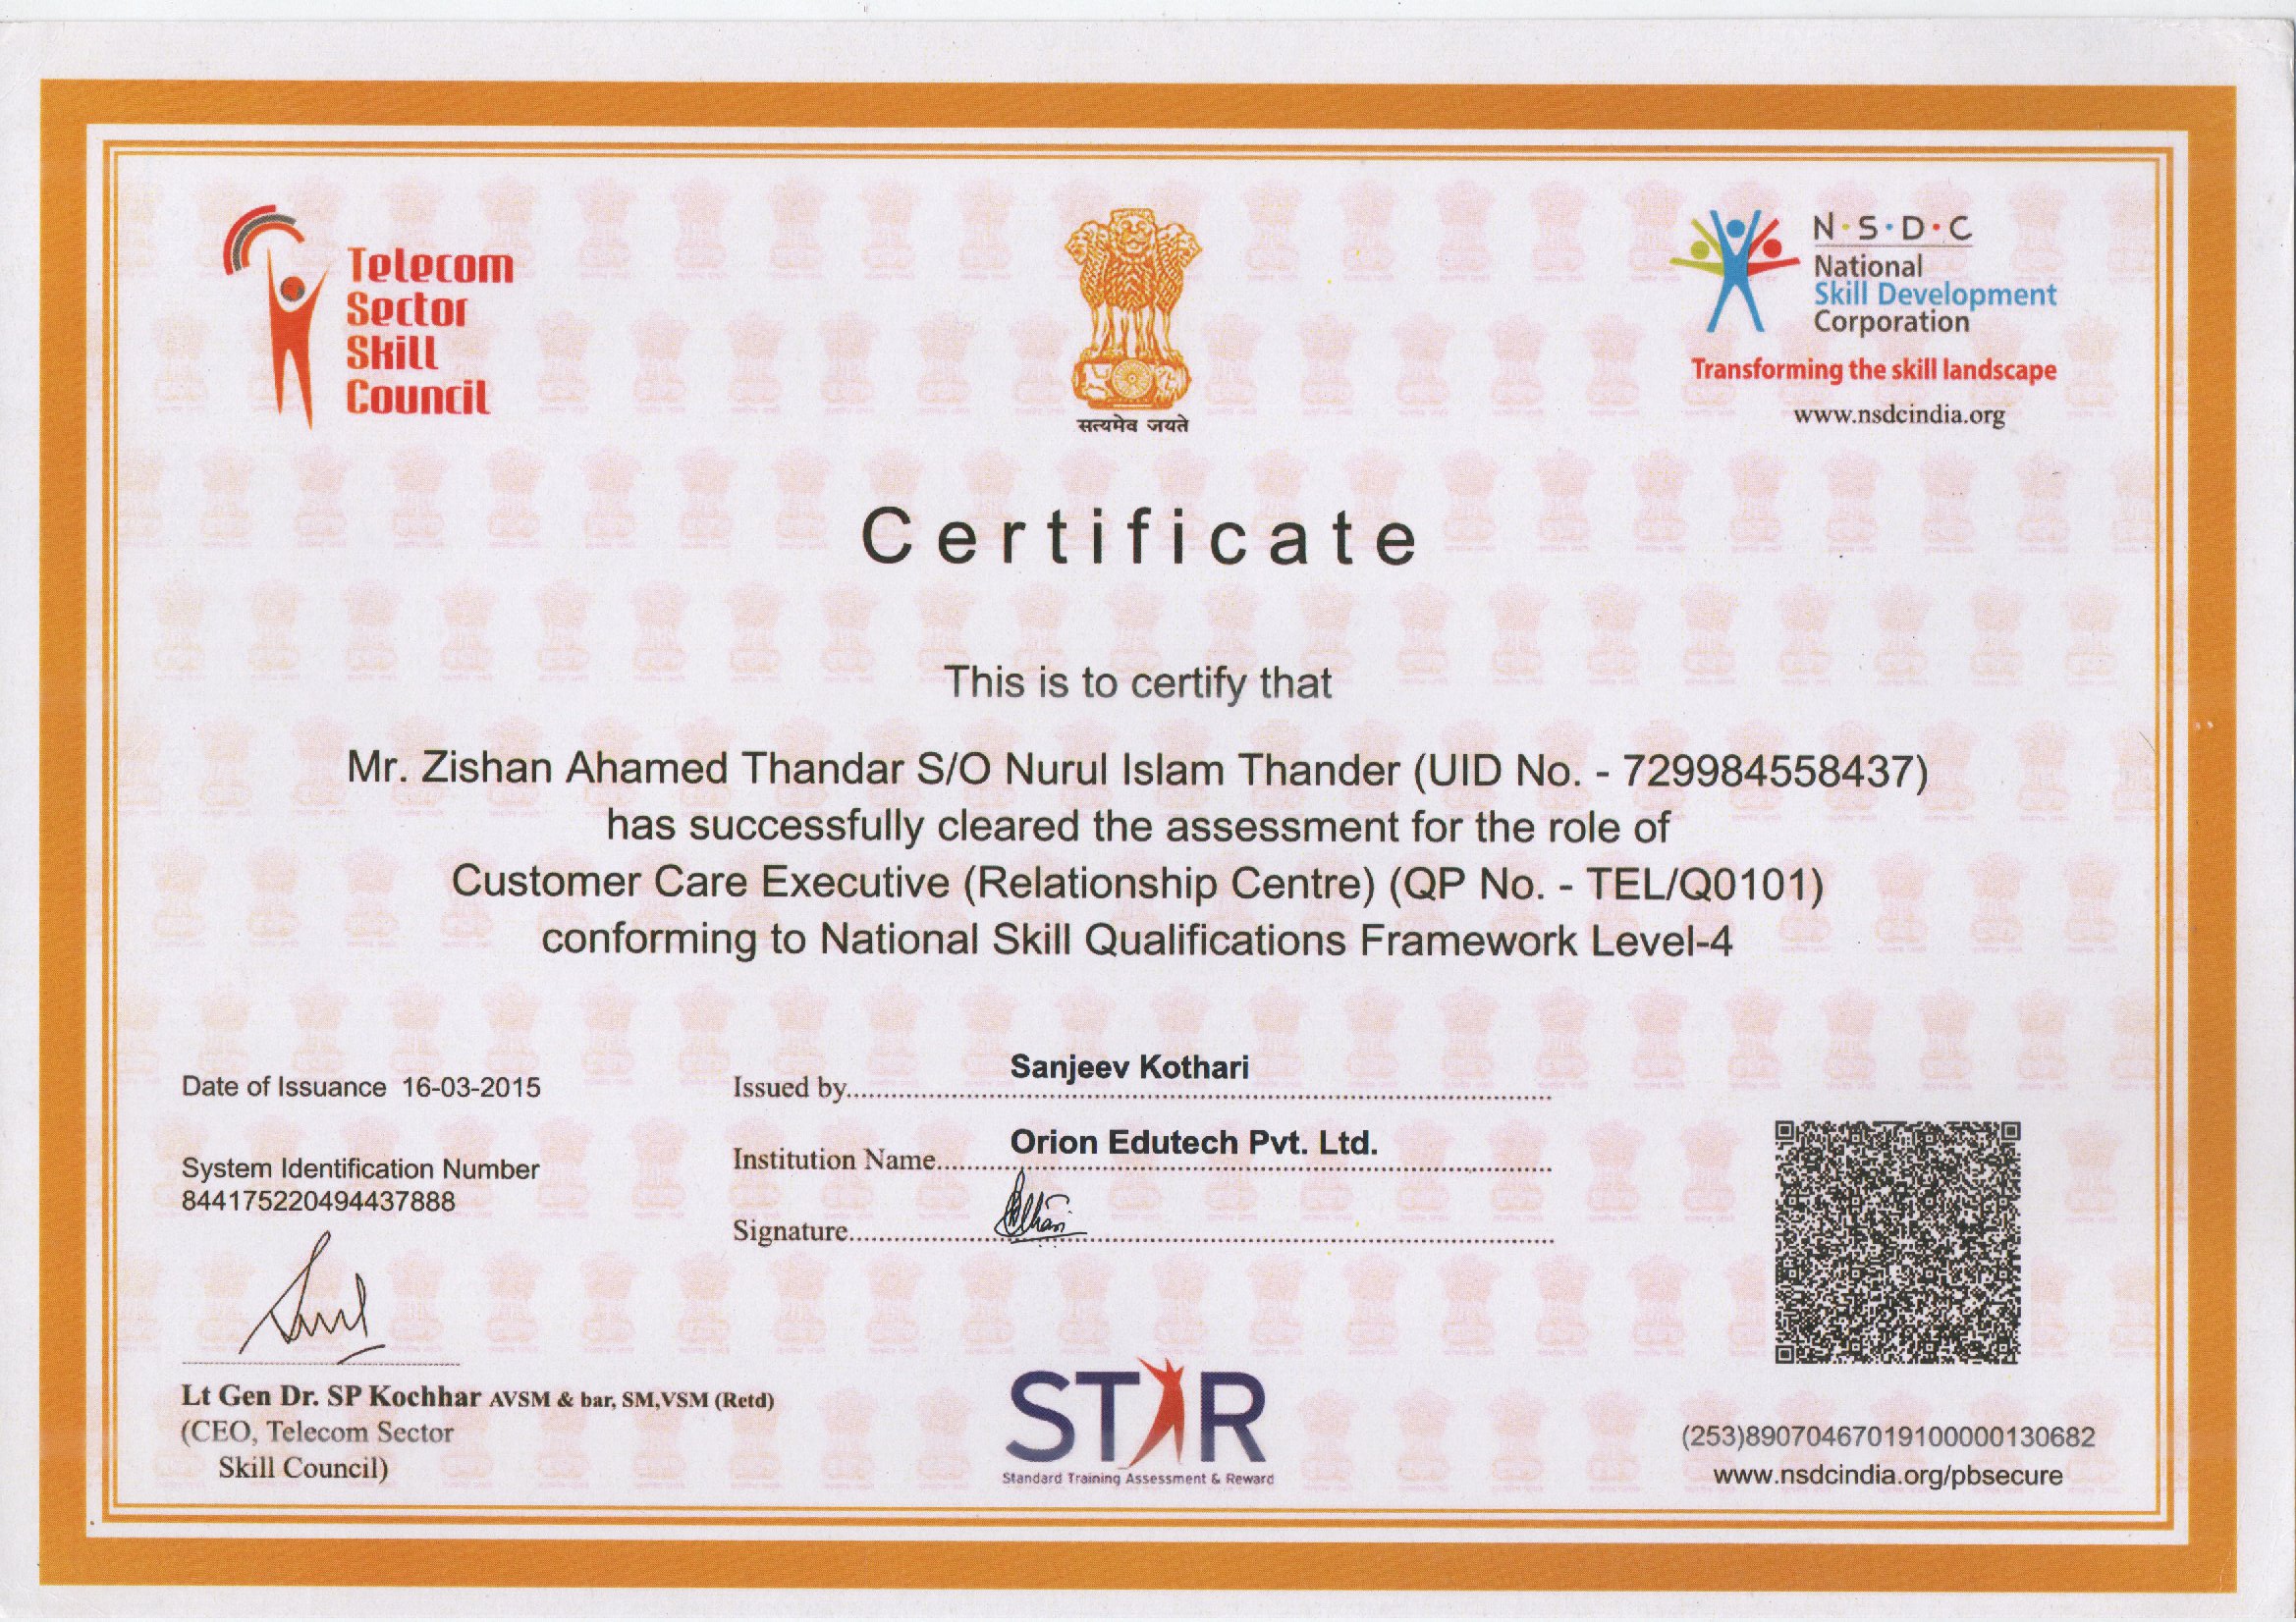 Telecom
Sector
Skill
Council
सत्यमेव जयते
N·S·D·C
National
Skill Development
Corporation
Transforming the skill landscape
www.nsdcindia.org
Certificate
This is to certify that
Mr. Zishan Ahamed Thandar S/O Nurul Islam Thander (UID No. - 729984558437)
has successfully cleared the assessment for the role of
Customer Care Executive (Relationship Centre) (QP No. - TEL/Q0101)
conforming to National Skill Qualifications Framework Level-4
Date of Issuance 16-03-2015
System Identification Number
844175220494437888
Lt Gen Dr. SP Kochhar AVSM & bar, SM,VSM (Retd)
(CEO, Telecom Sector
Skill Council)
Issued by Sanjeev Kothari
Institution Name Orion Edutech Pvt. Ltd.
Signature
STAR
Standard Training Assessment & Reward
(253)89070467019100000130682
www.nsdcindia.org/pbsecure